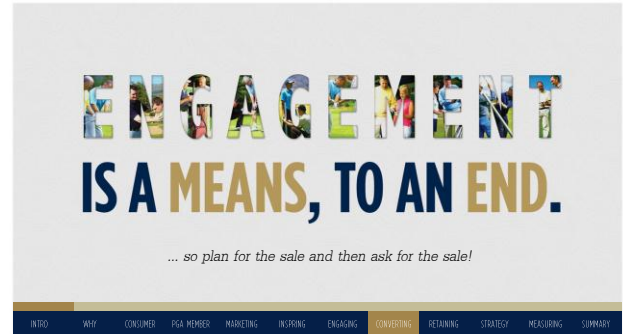 ENGAGEMENT
IS A MEANS, TO AN END.
... so plan for the sale and then ask for the sale!
INTRO WHY CONSUMER PGA MEMBER MARKETING INSPRING ENGAGING CONVERTING RETAINING STRATEGY MEASURING SUMMARY